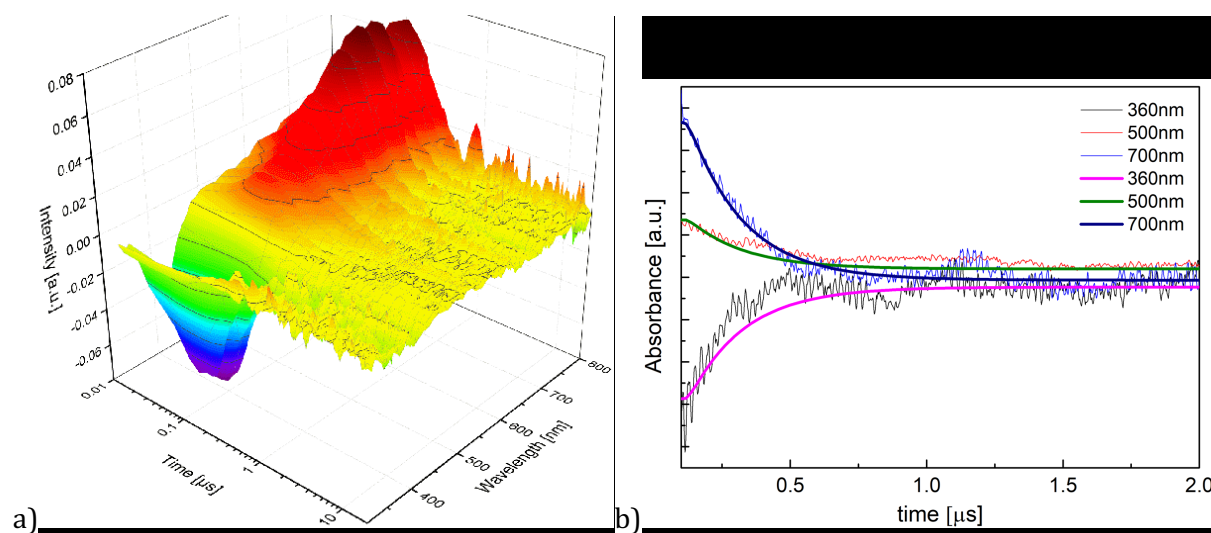 0.08
0.06
0.04
0.02
0.00
-0.02
-0.04
-0.06
Intensity [a.u.]
0.01
0.1
1
10
Time [μs]
400
500
600
700
800
Wavelength [nm]
a)
360nm
500nm
700nm
360nm
500nm
700nm
Absorbance [a.u.]
0.5
1.0
1.5
2.0
time [μs]
b)